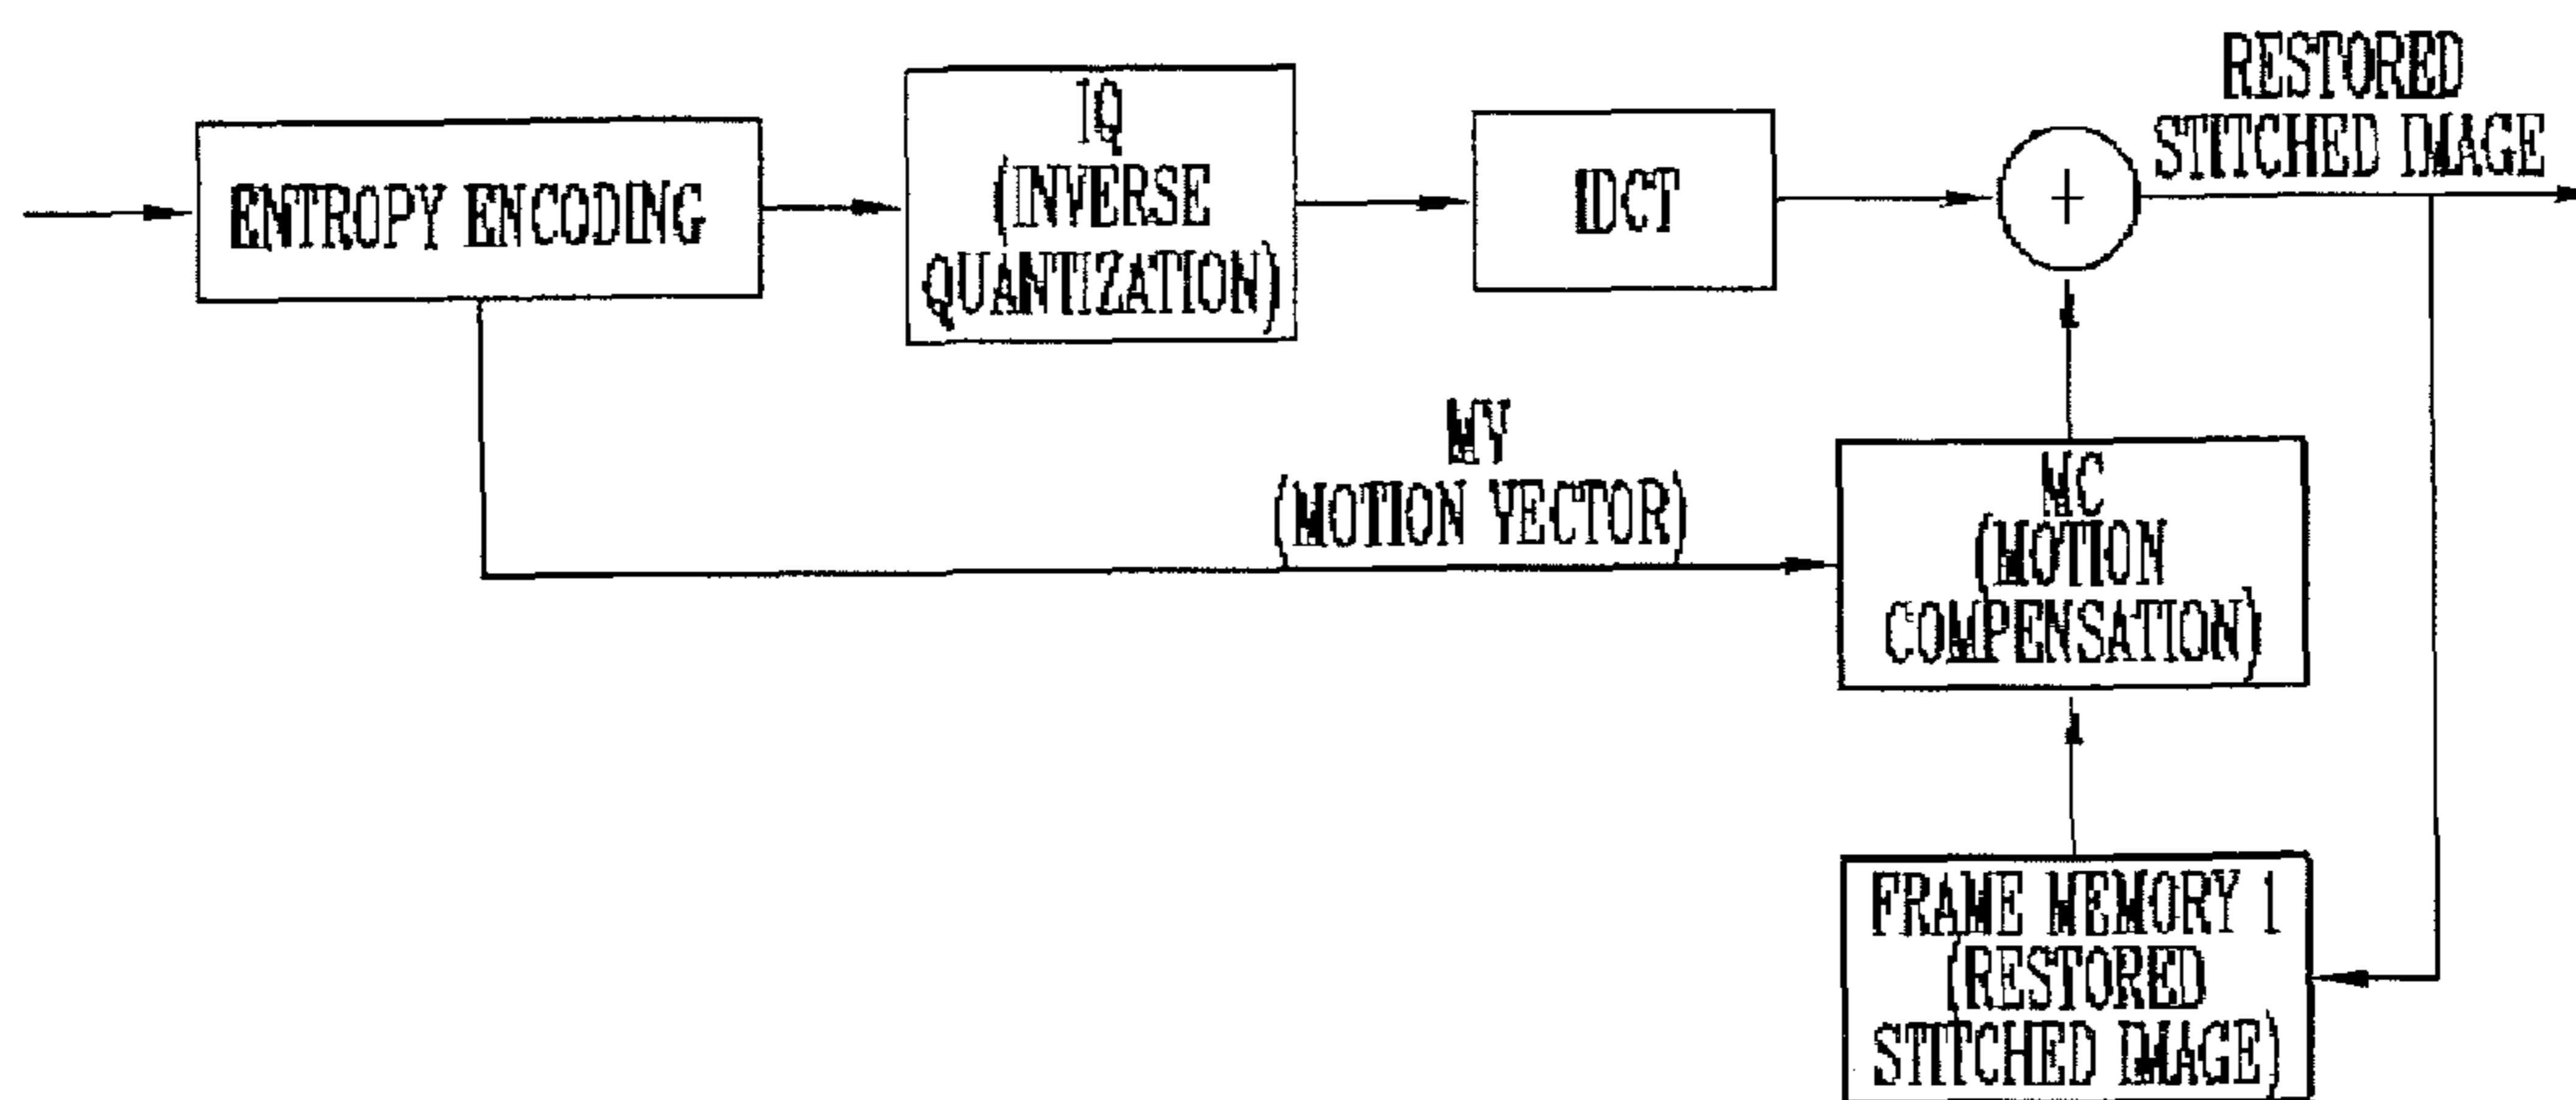 RESTORED
STITCHED IMAGE
ENTROPY ENCODING
IQ
(INVERSE
QUANTIZATION)
IDCT
+
MV
(MOTION VECTOR)
MC
(MOTION
COMPENSATION)
FRAME MEMORY 1
(RESTORED
STITCHED IMAGE)